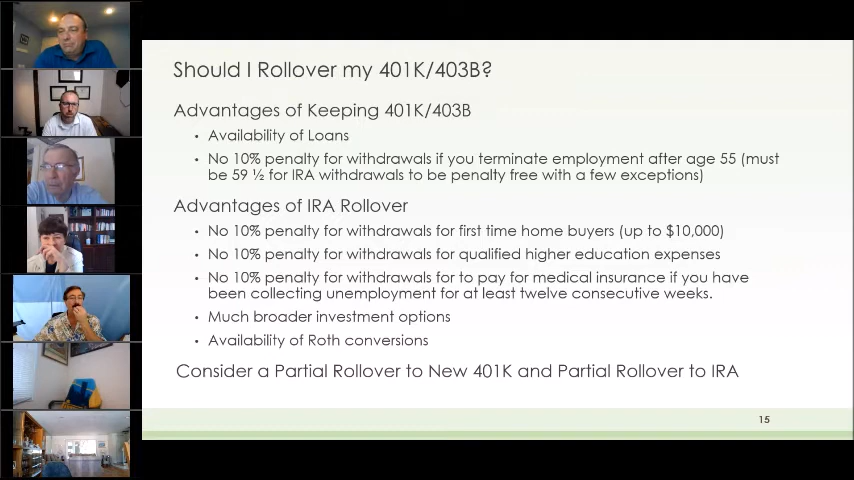 Should I Rollover my 401K/403B?
Advantages of Keeping 401K/403B
• Availability of Loans
• No 10% penalty for withdrawals if you terminate employment after age 55 (must
be 59 ½ for IRA withdrawals to be penalty free with a few exceptions)
Advantages of IRA Rollover
• No 10% penalty for withdrawals for first time home buyers (up to $10,000)
• No 10% penalty for withdrawals for qualified higher education expenses
• No 10% penalty for withdrawals for to pay for medical insurance if you have
been collecting unemployment for at least twelve consecutive weeks.
• Much broader investment options
• Availability of Roth conversions
Consider a Partial Rollover to New 401K and Partial Rollover to IRA
15